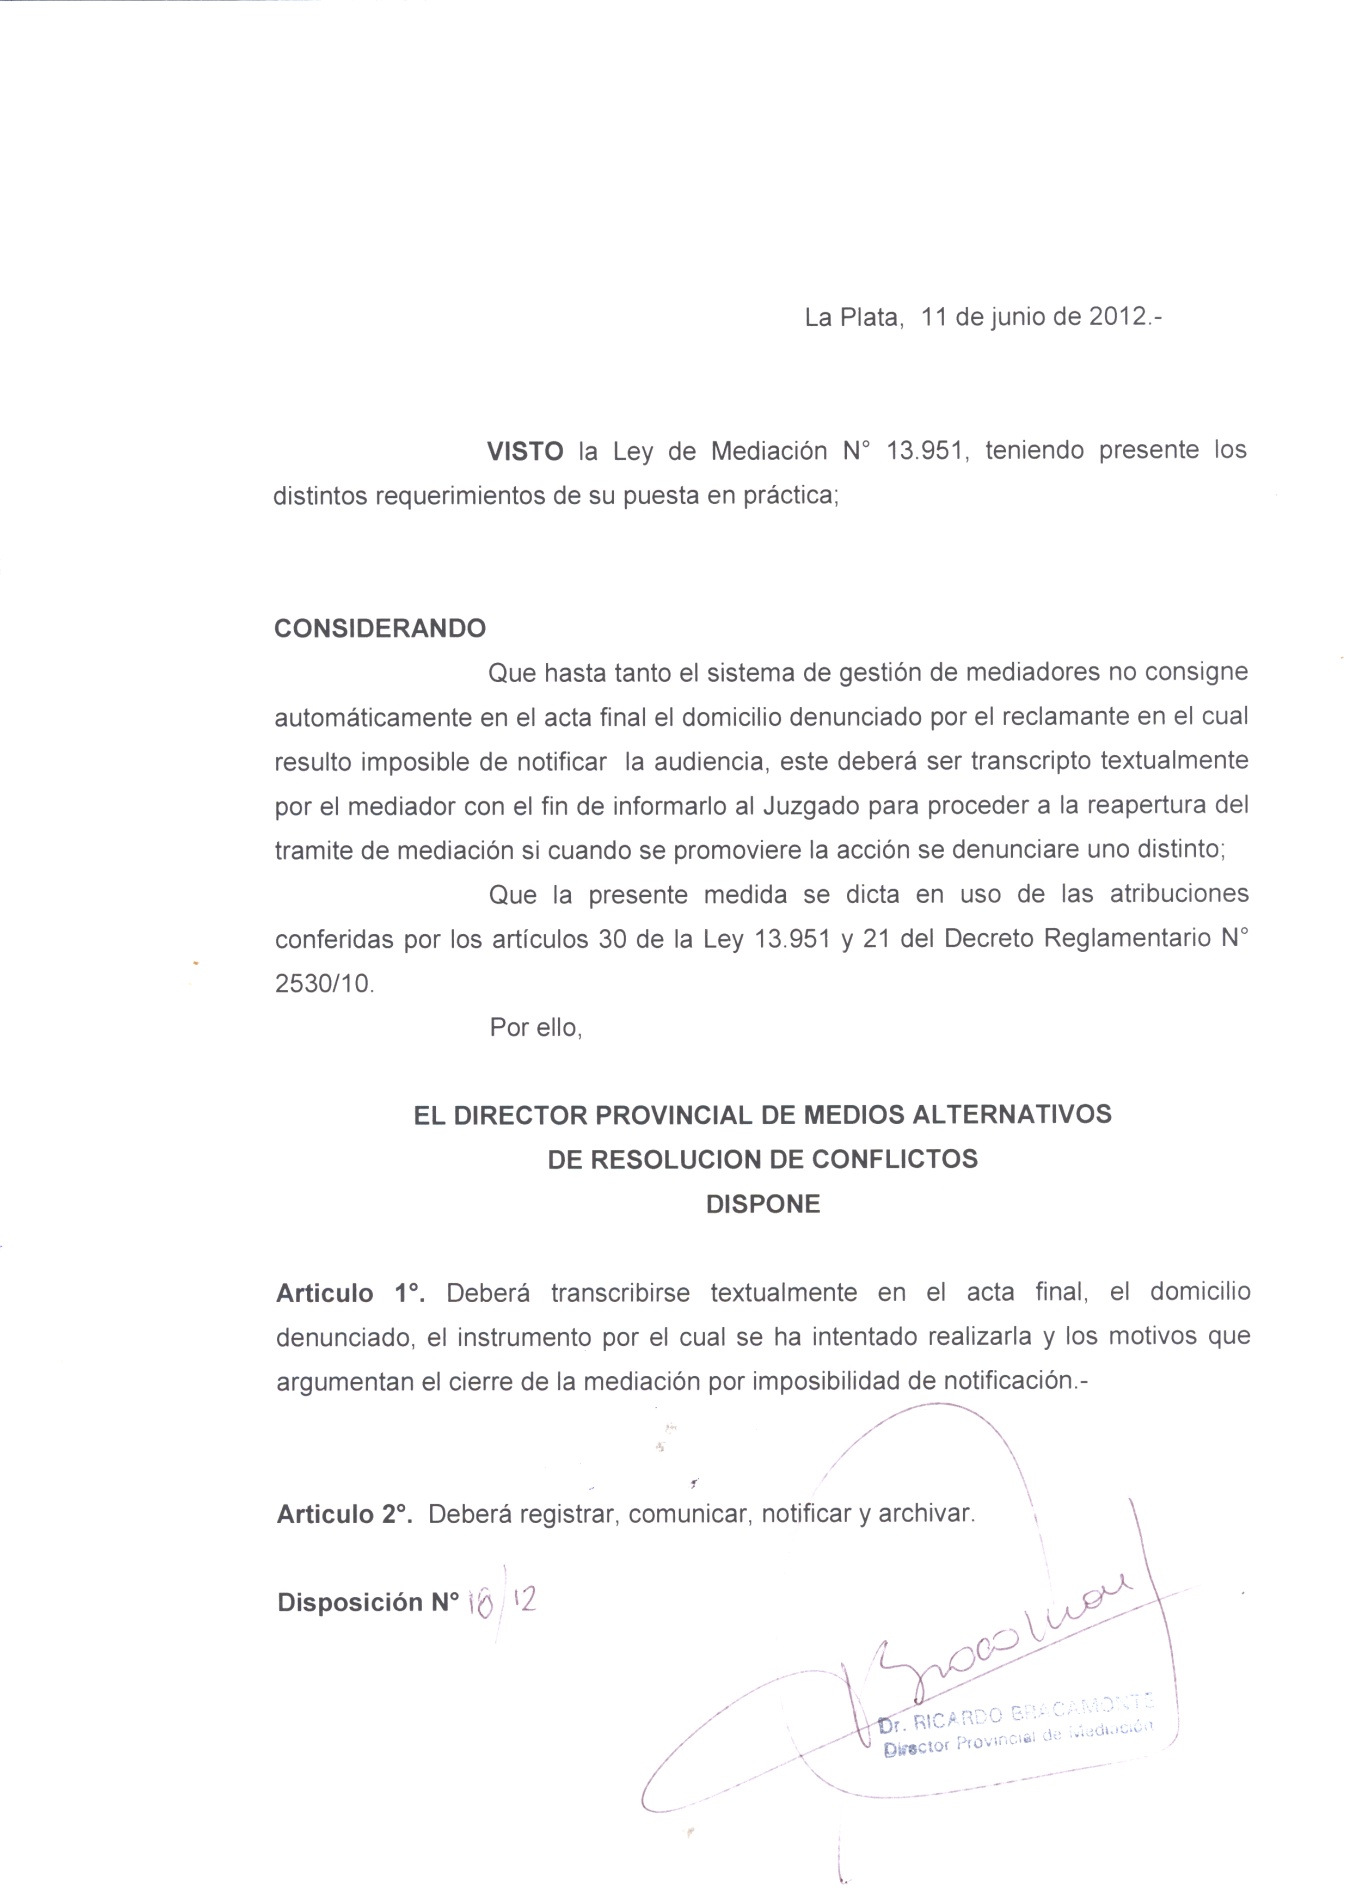 La Plata, 11 de junio de 2012.-
VISTO la Ley de Mediación N° 13.951, teniendo presente los
distintos requerimientos de su puesta en práctica;
CONSIDERANDO
Que hasta tanto el sistema de gestión de mediadores no consigne
automáticamente en el acta final el domicilio denunciado por el reclamante en el cual
resulto imposible de notificar la audiencia, este deberá ser transcripto textualmente
por el mediador con el fin de informarlo al Juzgado para proceder a la reapertura del
tramite de mediación si cuando se promoviere la acción se denunciare uno distinto;
Que la presente medida se dicta en uso de las atribuciones
conferidas por los artículos 30 de la Ley 13.951 y 21 del Decreto Reglamentario N°
2530/10.
Por ello,
EL DIRECTOR PROVINCIAL DE MEDIOS ALTERNATIVOS
DE RESOLUCION DE CONFLICTOS
DISPONE
Articulo 1°. Deberá transcribirse textualmente en el acta final, el domicilio
denunciado, el instrumento por el cual se ha intentado realizarla y los motivos que
argumentan el cierre de la mediación por imposibilidad de notificación.-
Articulo 2°. Deberá registrar, comunicar, notificar y archivar.
Disposición N° 18/12
Dr. RICARDO BRACAMONTE
Director Provincial de Mediación